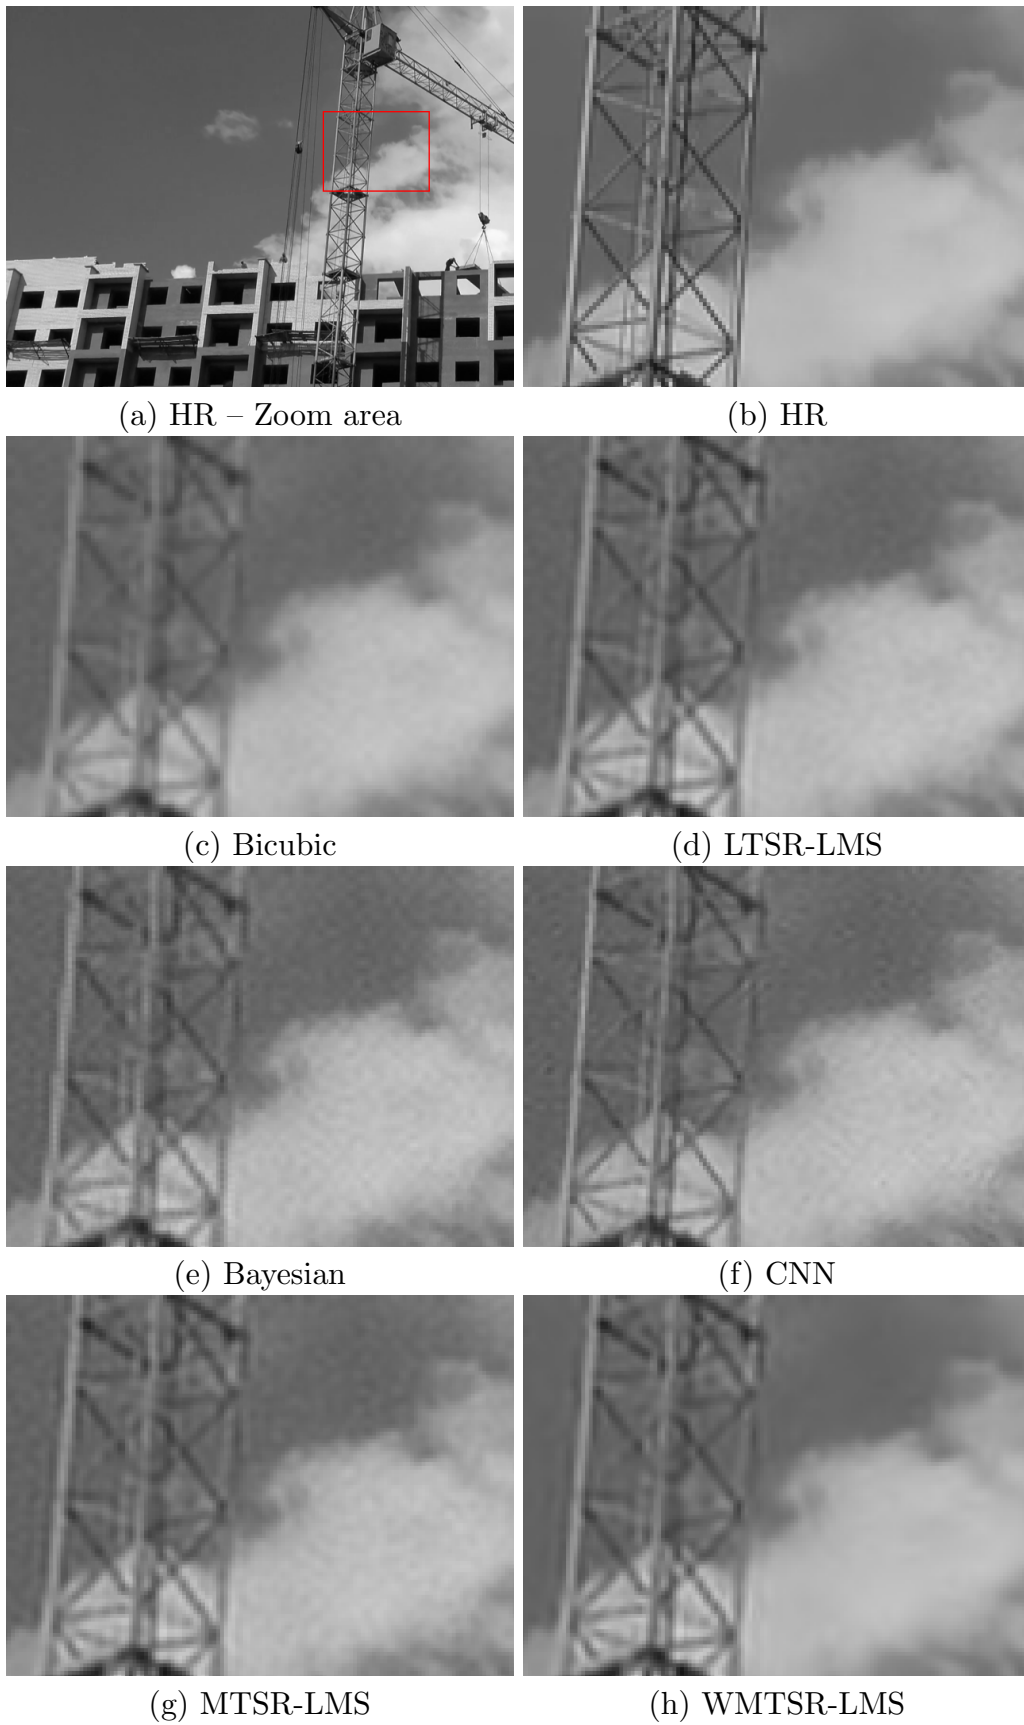 (a) HR – Zoom area
(b) HR
(c) Bicubic
(d) LTSR-LMS
(e) Bayesian
(f) CNN
(g) MTSR-LMS
(h) WMTSR-LMS